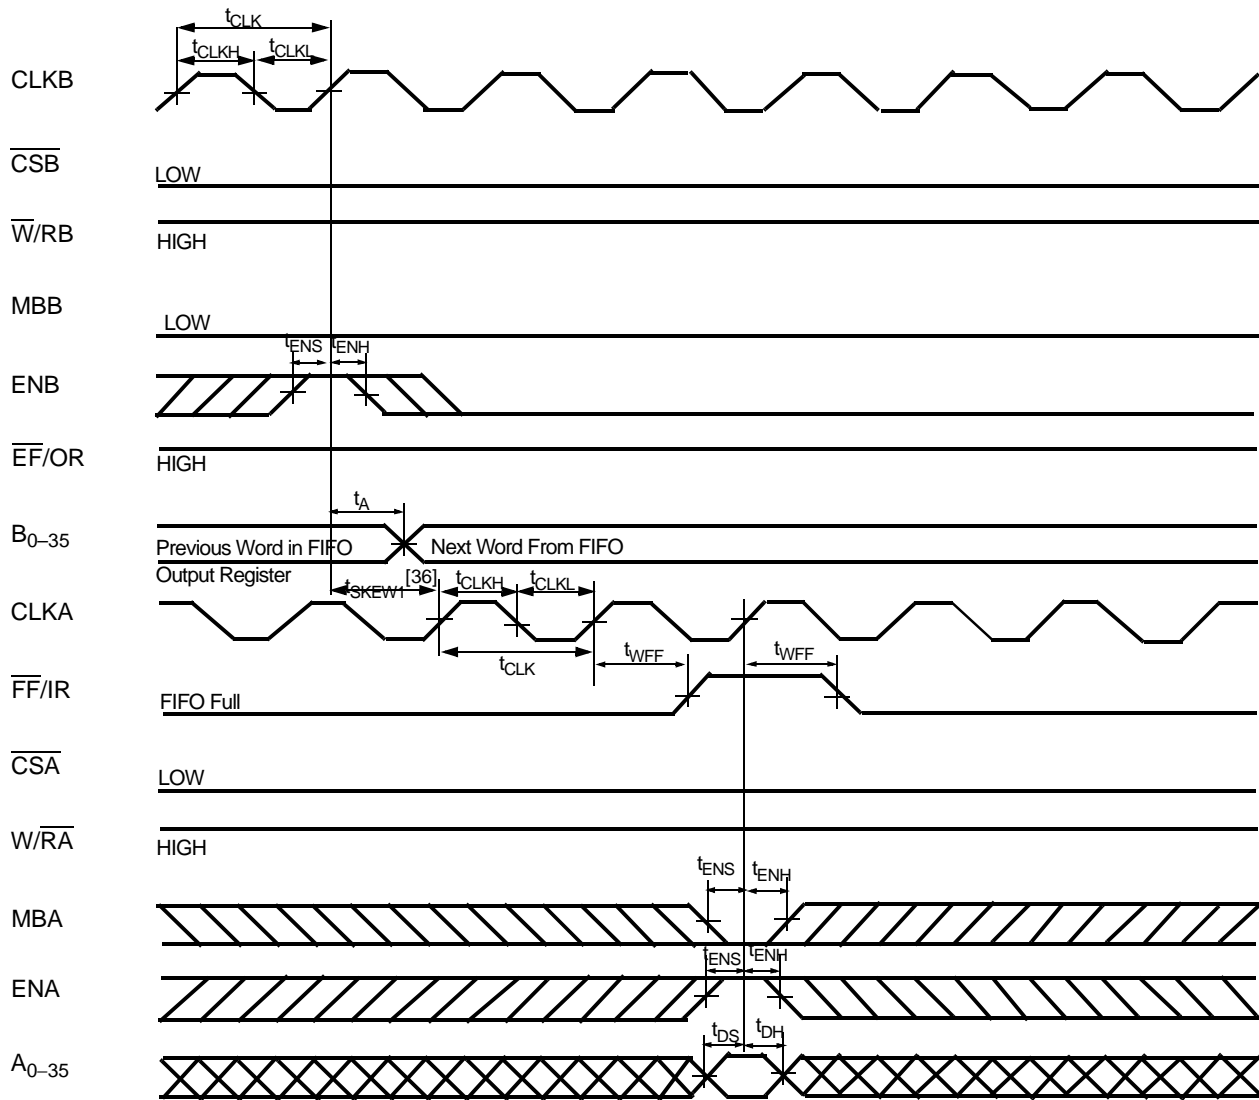 tCLK
tCLKH tCLKL
CLKB
CSB
LOW
W/RB
HIGH
MBB
LOW
tENS tENH
ENB
EF/OR
HIGH
tA
B0–35
Previous Word in FIFO Next Word From FIFO
Output Register
tSKEW1[36] tCLKH tCLKL
CLKA
tCLK tWFF tWFF
FF/IR
FIFO Full
CSA
LOW
W/RA
HIGH
tENS tENH
MBA
tENS tENH
ENA
tDS tDH
A0–35